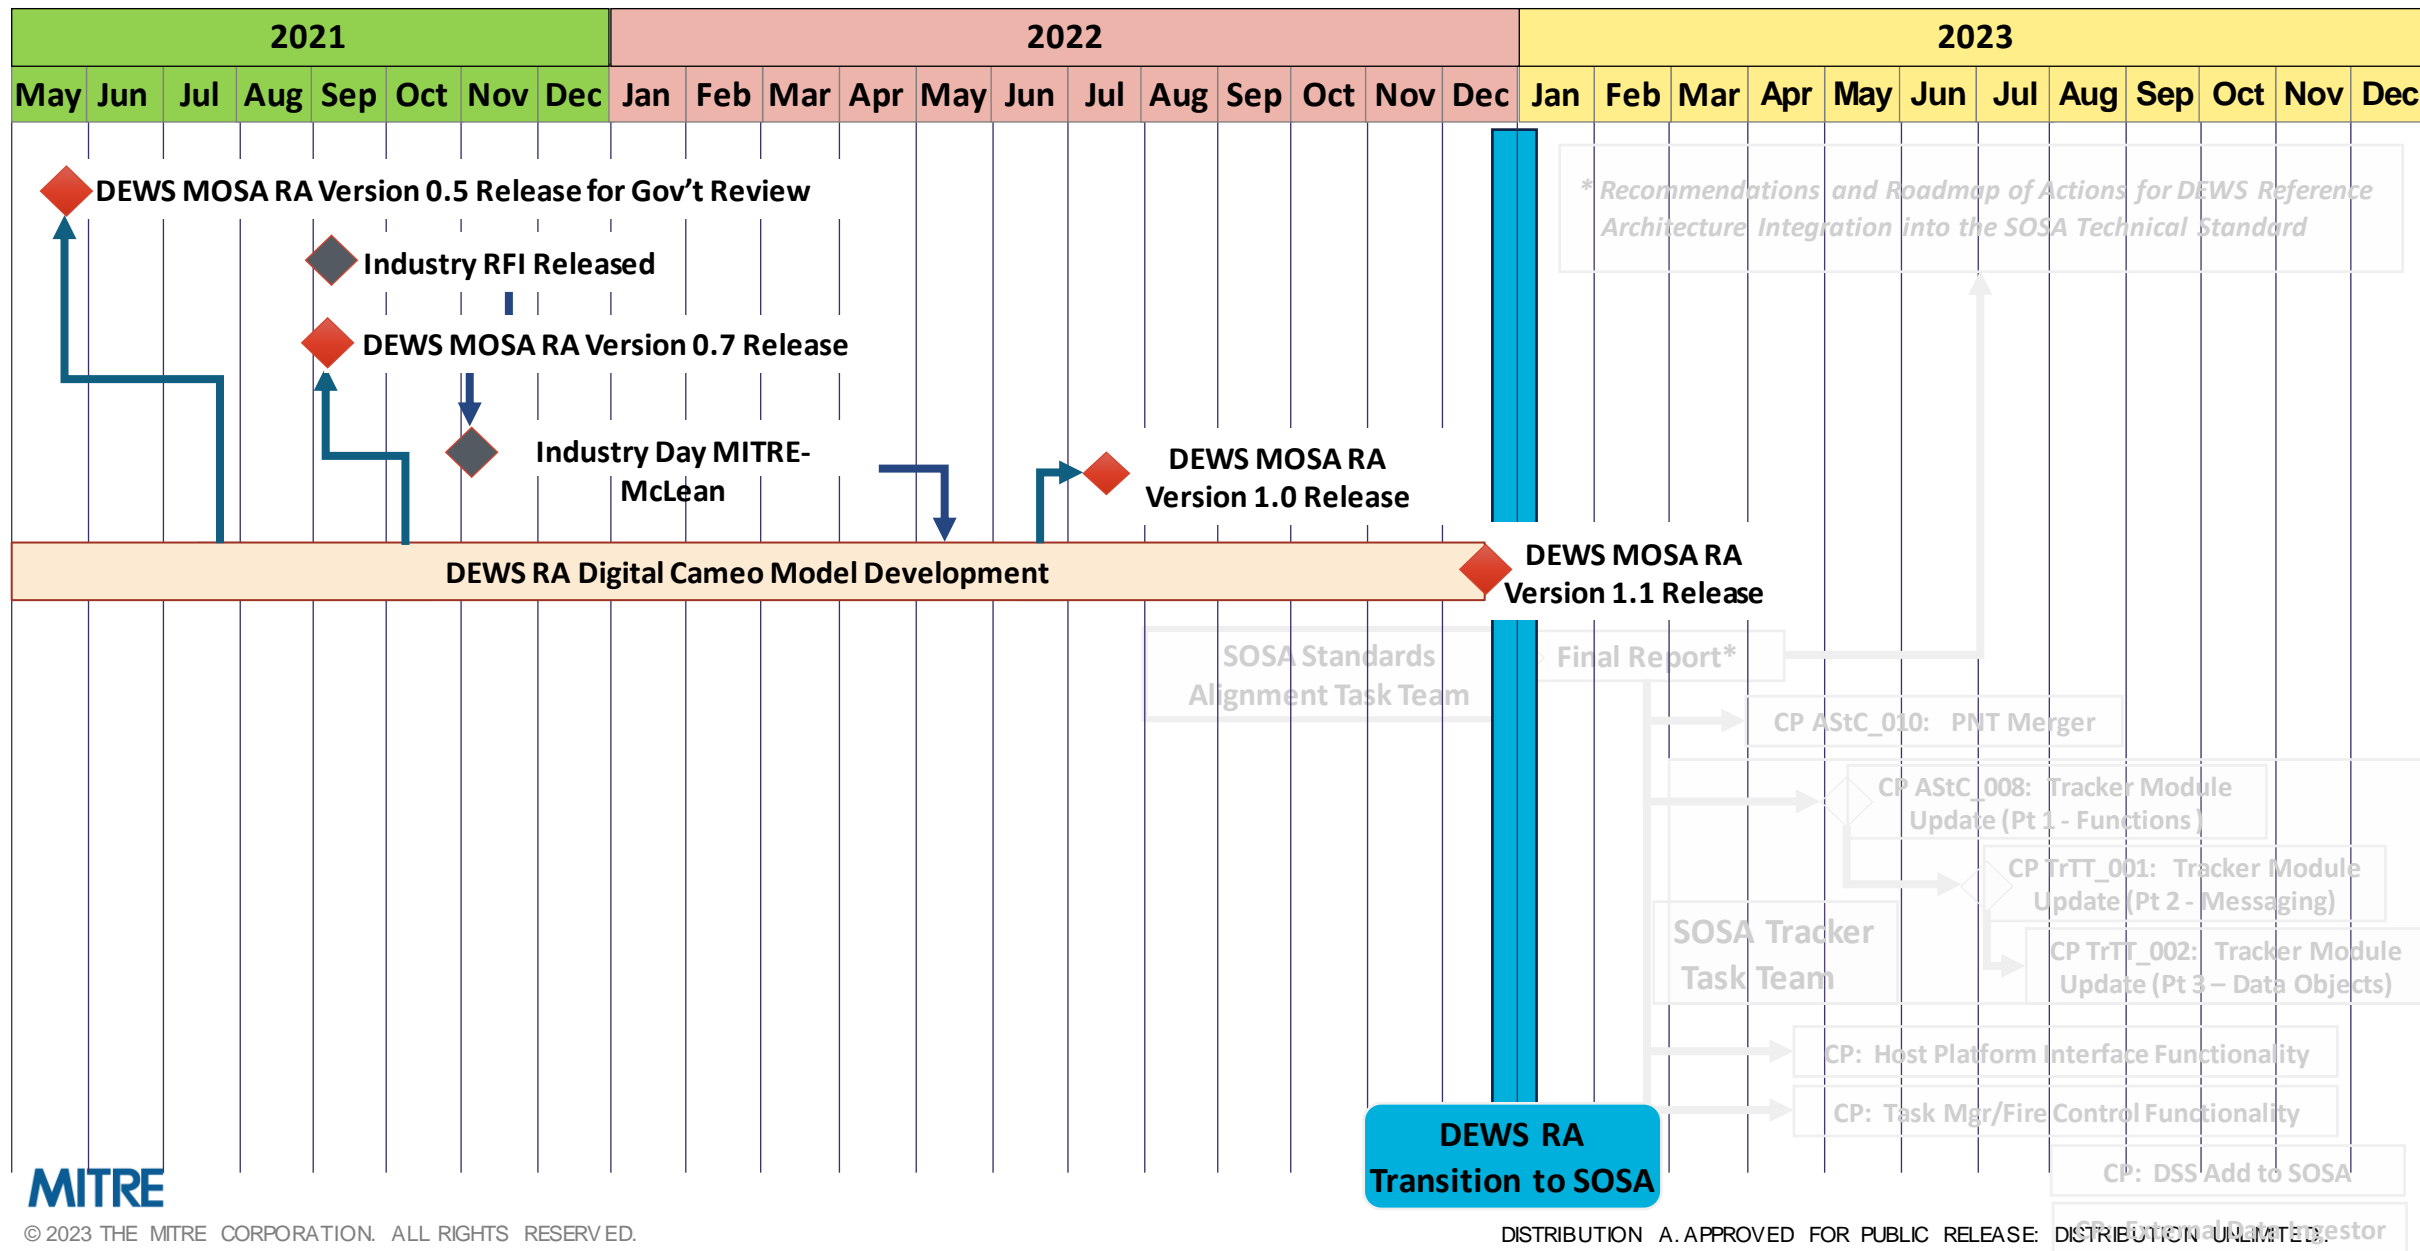 2021
2022
2023
May Jun Jul Aug Sep Oct Nov Dec Jan Feb Mar Apr May Jun Jul Aug Sep Oct Nov Dec Jan Feb Mar Apr May Jun Jul Aug Sep Oct Nov Dec
DEWS MOSA RA Version 0.5 Release for Gov’t Review
* Recommendations and Roadmap of Actions for DEWS Reference
Architecture Integration into the SOSA Technical Standard
Industry RFI Released
DEWS MOSA RA Version 0.7 Release
Industry Day MITRE-
McLean
DEWS MOSA RA
Version 1.0 Release
DEWS RA Digital Cameo Model Development
DEWS MOSA RA
Version 1.1 Release
SOSA Standards
Alignment Task Team
Final Report*
CP AStC_010: PNT Merger
CP AStC_008: Tracker Module
Update (Pt 1 - Functions)
CP TrTT_001: Tracker Module
Update (Pt 2 - Messaging)
SOSA Tracker
Task Team
CP TrTT_002: Tracker Module
Update (Pt 3 – Data Objects)
CP: Host Platform Interface Functionality
CP: Task Mgr/Fire Control Functionality
DEWS RA
Transition to SOSA
CP: DSS Add to SOSA
CP: External Data Ingestor
MITRE
© 2023 THE MITRE CORPORATION. ALL RIGHTS RESERVED.
DISTRIBUTION A. APPROVED FOR PUBLIC RELEASE: DISTRIBUTION UNLIMITED.